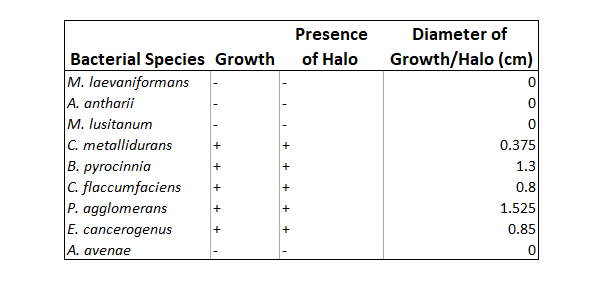 Presence Diameter of
Bacterial Species Growth of Halo Growth/Halo (cm)
M. laevaniformans - - 0
A. antharii - - 0
M. lusitanum - - 0
C. metallidurans + + 0.375
B. pyrocinnia + + 1.3
C. flaccumfaciens + + 0.8
P. agglomerans + + 1.525
E. cancerogenus + + 0.85
A. avenae - - 0